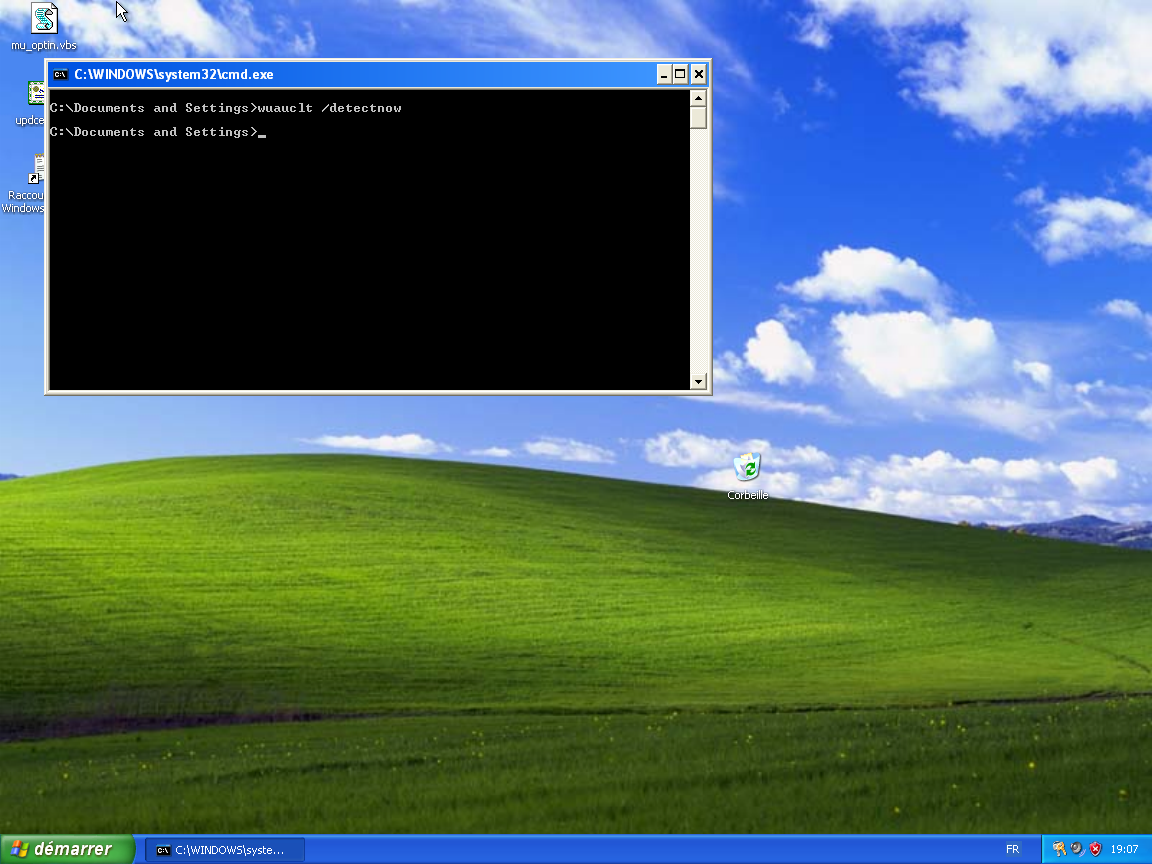 mu_optin.vbs
C:\WINDOWS\system32\cmd.exe
C:\Documents and Settings>wuauclt /detectnow
C:\Documents and Settings>_
updce
Raccou
Windows
Corbeille
démarrer
C:\WINDOWS\syste...
FR
19:07